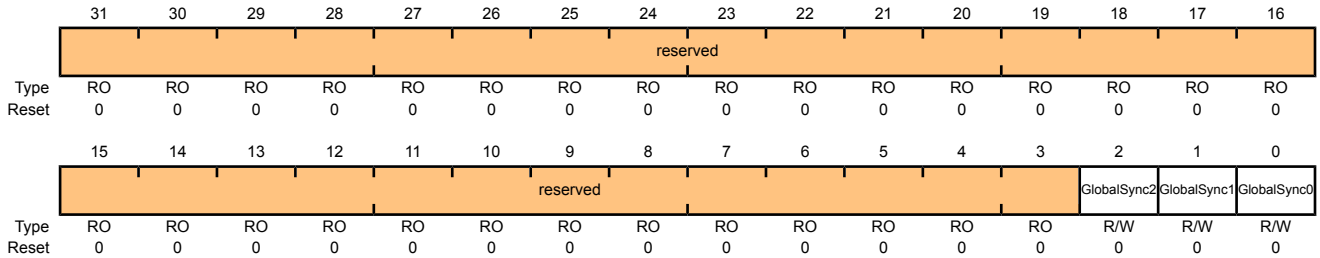 31 30 29 28 27 26 25 24 23 22 21 20 19 18 17 16
reserved
Type RO RO RO RO RO RO RO RO RO RO RO RO RO RO RO RO
Reset 0 0 0 0 0 0 0 0 0 0 0 0 0 0 0 0
15 14 13 12 11 10 9 8 7 6 5 4 3 2 1 0
reserved GlobalSync2 GlobalSync1 GlobalSync0
Type RO RO RO RO RO RO RO RO RO RO RO RO RO R/W R/W R/W
Reset 0 0 0 0 0 0 0 0 0 0 0 0 0 0 0 0